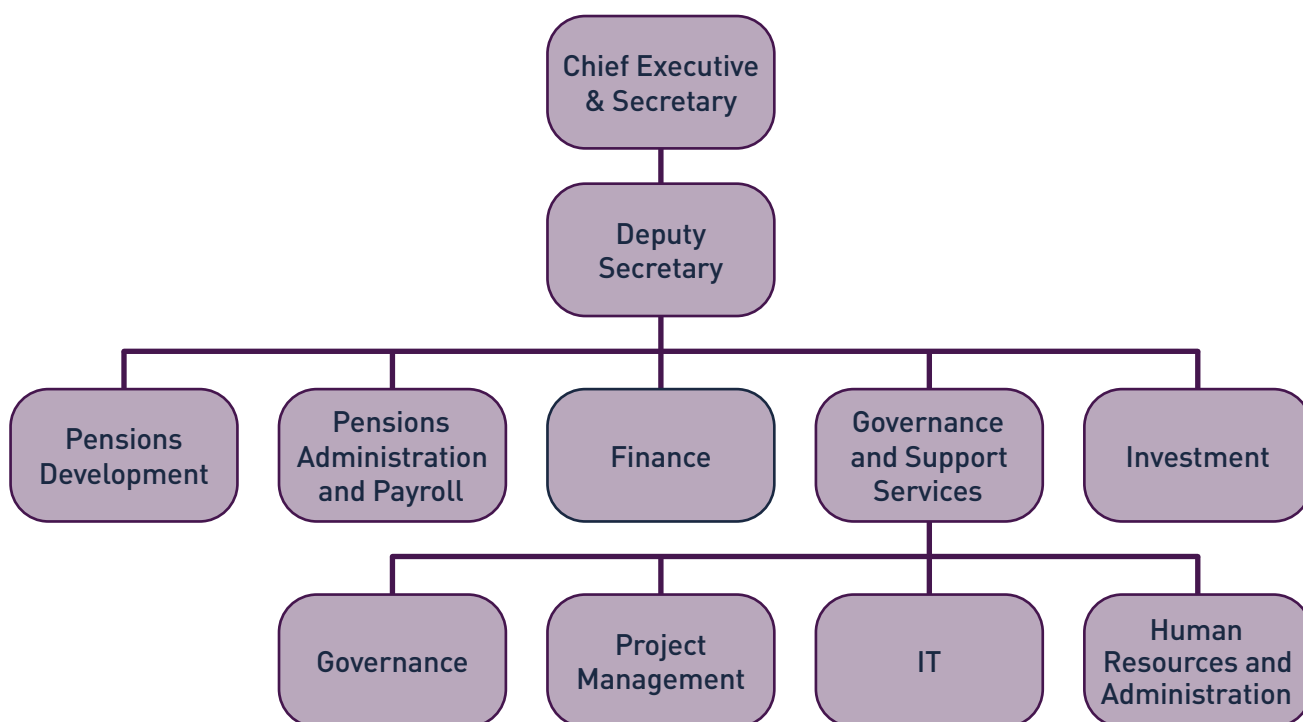 Chief Executive
& Secretary
Deputy
Secretary
Pensions
Development
Pensions
Administration
and Payroll
Finance
Governance
and Support
Services
Investment
Governance
Project
Management
IT
Human
Resources and
Administration